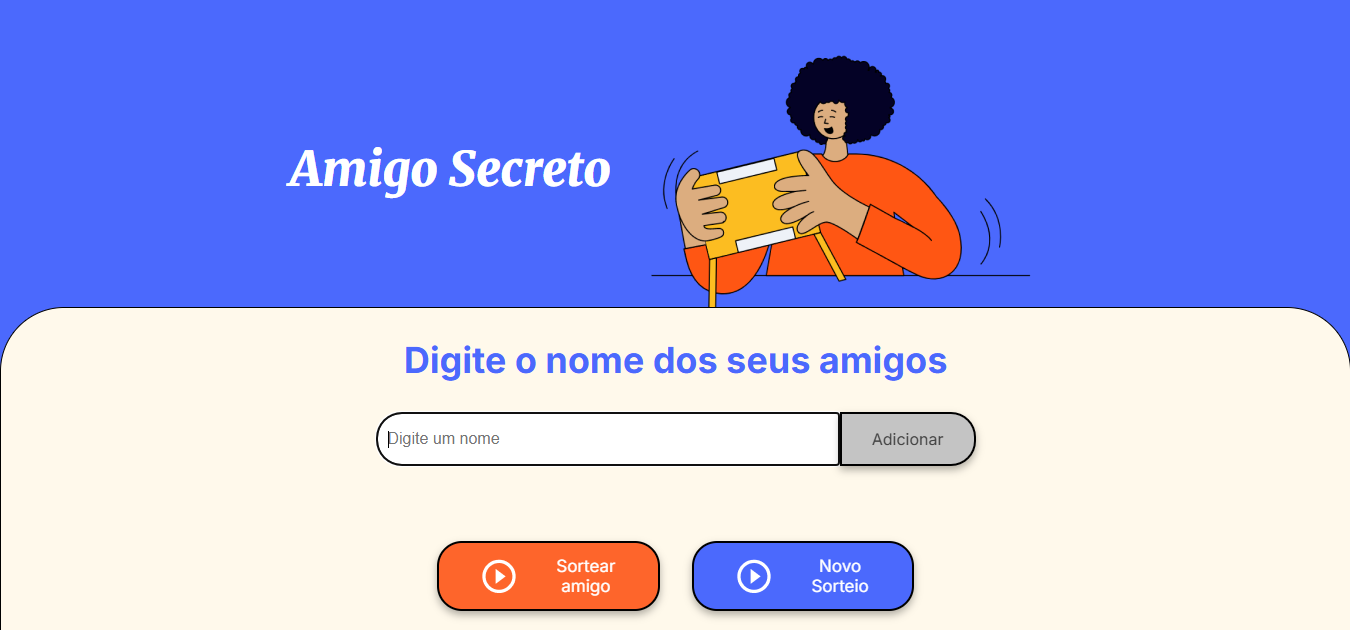 Amigo Secreto
Digite o nome dos seus amigos
Digite um nome
Adicionar
Sortear
amigo
Novo
Sorteio